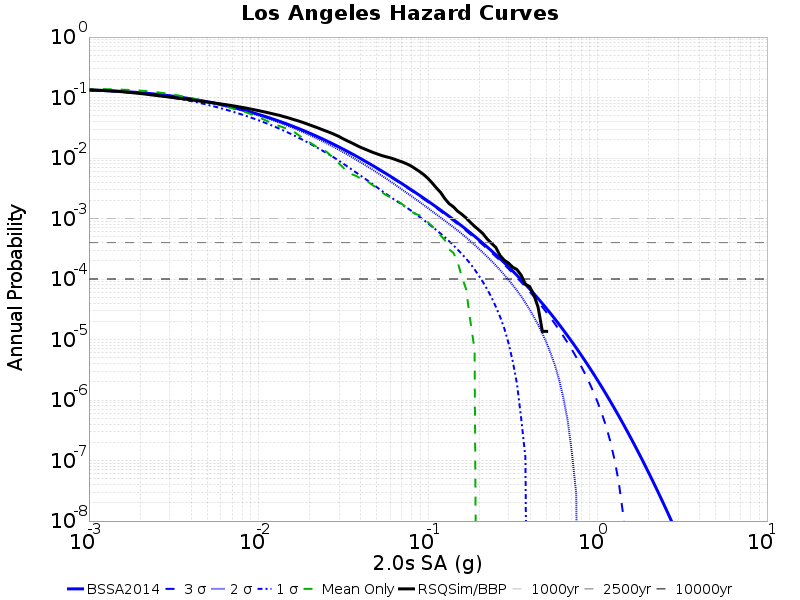 Los Angeles Hazard Curves
Annual Probability
10^0
10^-1
10^-2
10^-3
10^-4
10^-5
10^-6
10^-7
10^-8
10^-3 10^-2 10^-1 10^0 10^1
2.0s SA (g)
BSSA2014 3 σ 2 σ 1 σ Mean Only RSQSim/BBP 1000yr 2500yr 10000yr